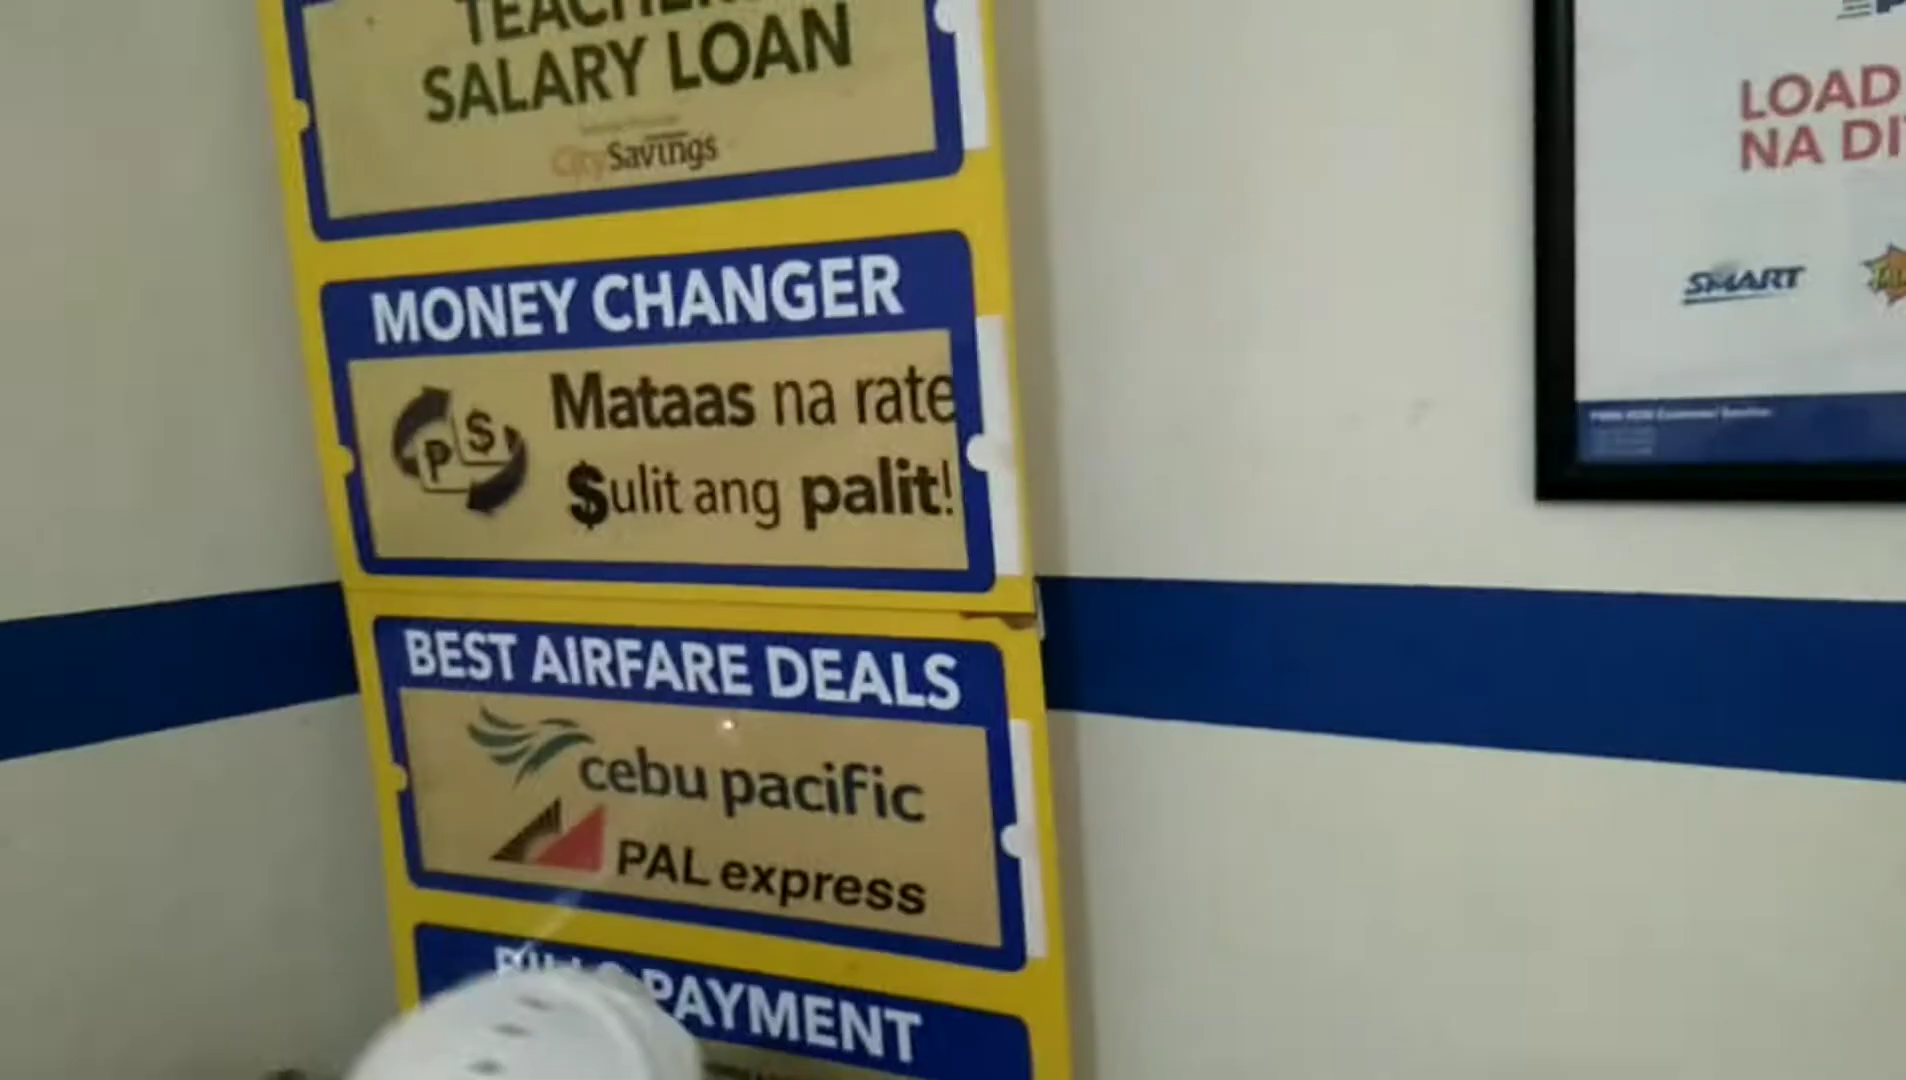 SALARY LOAN
CitySavings
MONEY CHANGER
P $
Mataas na rate
$ulit ang palit!
BEST AIRFARE DEALS
cebu pacific
PAL express
BILLS PAYMENT
LOAD
NA
SMART